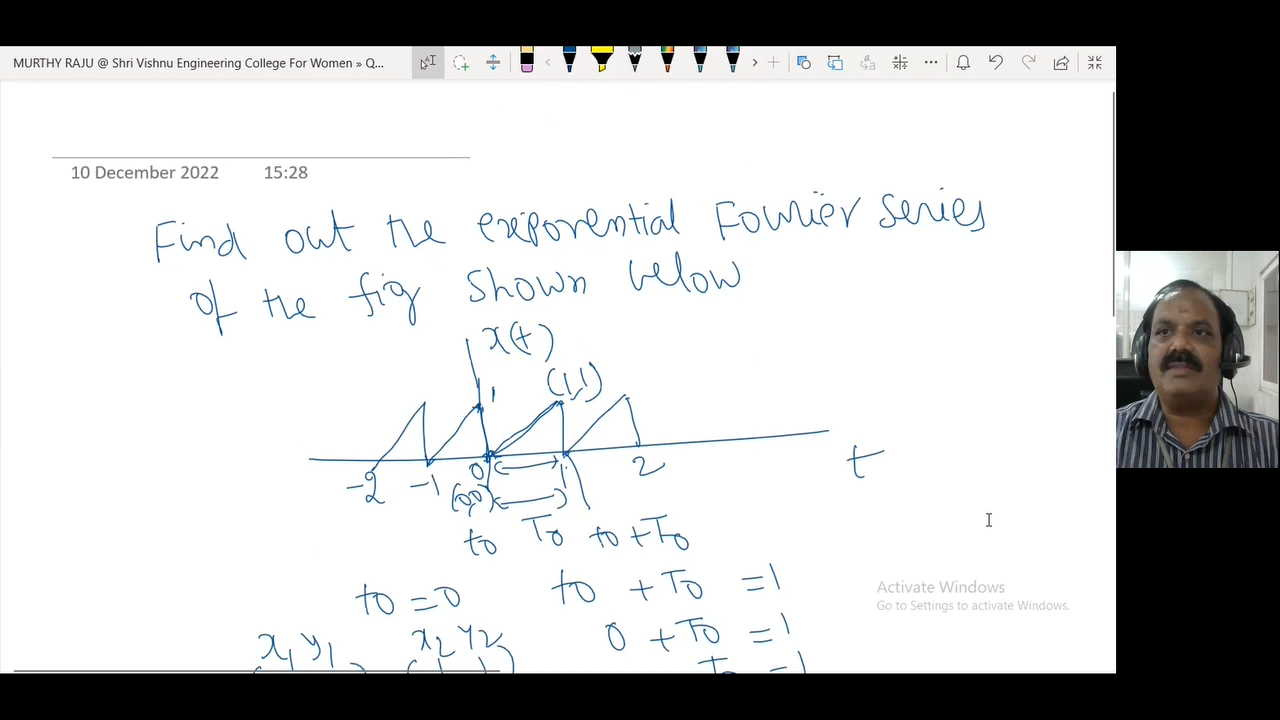 MURTHY RAJU @ Shri Vishnu Engineering College For Women » Q...
10 December 2022 15:28
Find out the exponential Fourier series
of the fig shown below
x(t)
1 (1,1)
-2 -1 0 1 2 t
(0,0)
t0 T0 t0+T0
t0 = 0 t0 + T0 = 1
x1 y1 x2 y2 0 + T0 = 1
T0 = 1
Activate Windows
Go to Settings to activate Windows.